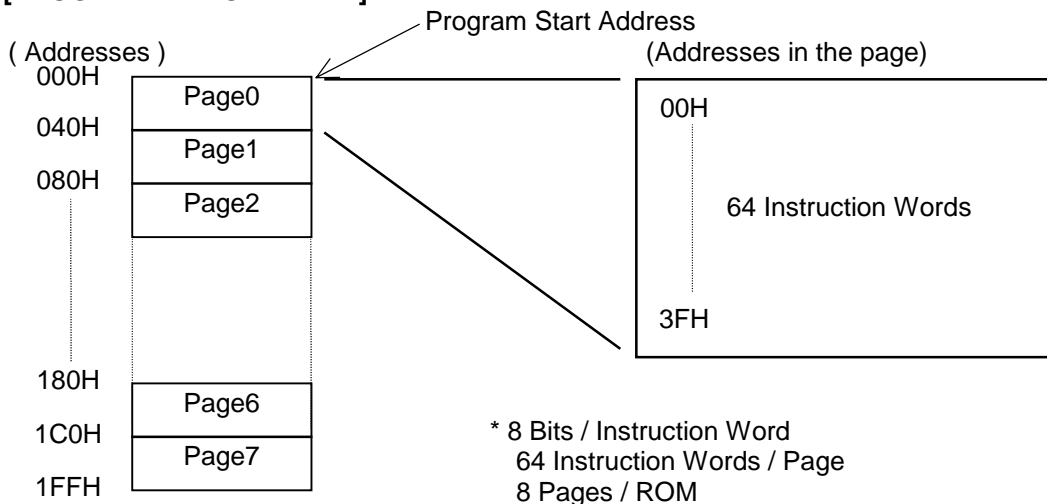 Program Start Address
( Addresses )
(Addresses in the page)
000H
Page0
00H
040H
Page1
080H
Page2
64 Instruction Words
3FH
180H
Page6
1C0H
* 8 Bits / Instruction Word
Page7
64 Instruction Words / Page
1FFH
8 Pages / ROM